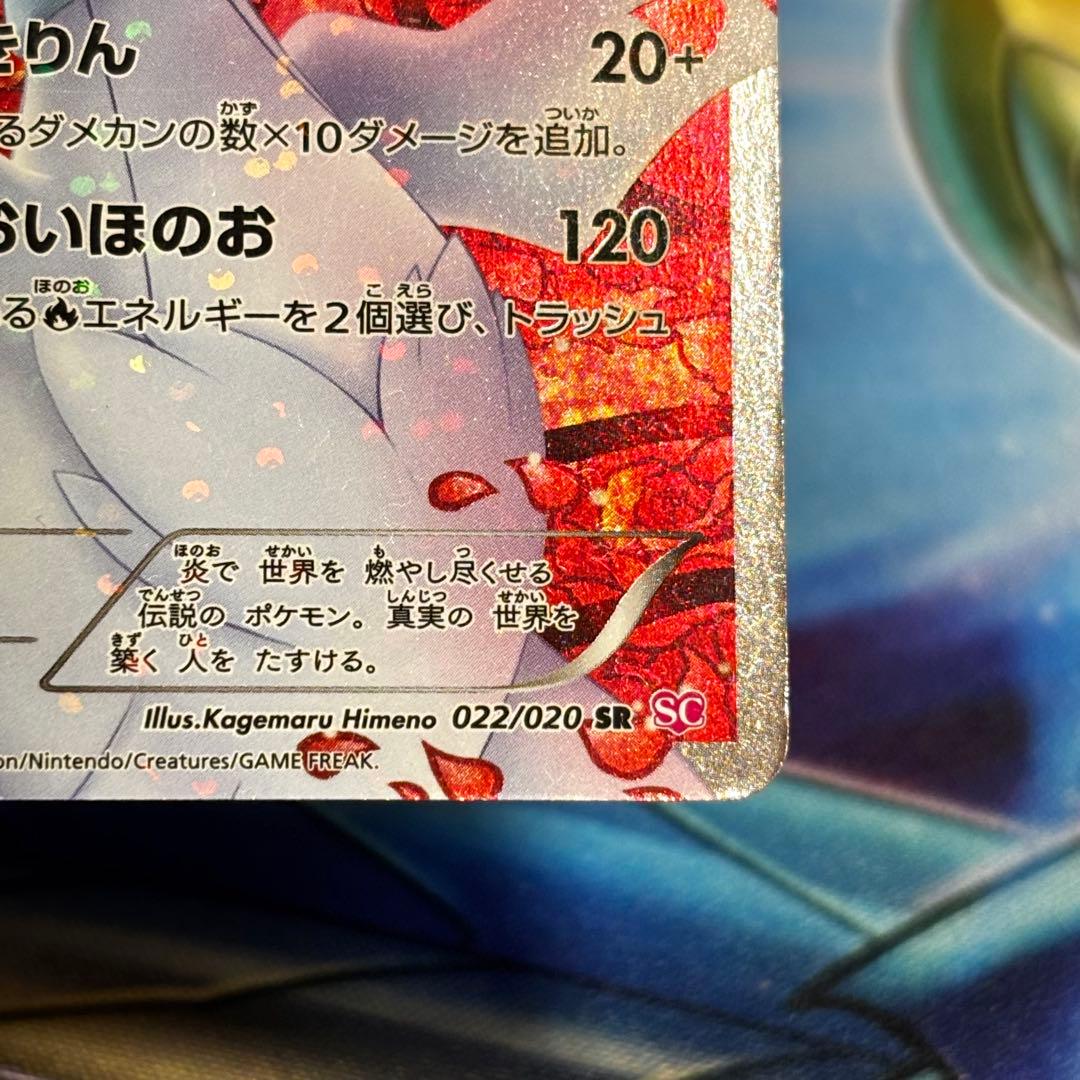 きりん 20+
るダメカンの数×10ダメージを追加。
おいほのお 120
る エネルギーを2個選び、トラッシュ
炎で 世界を 燃やし尽くせる
伝説の ポケモン。真実の 世界を
築く 人を たすける。
Illus.Kagemaru Himeno 022/020 SR SC
on/Nintendo/Creatures/GAME FREAK.